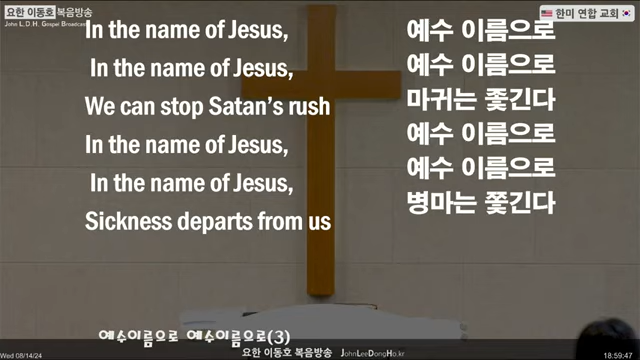 요한 이동호 복음방송
John L.D.H. Gospel Broadcast
한미 연합 교회
In the name of Jesus,
In the name of Jesus,
We can stop Satan's rush
In the name of Jesus,
In the name of Jesus,
Sickness departs from us
예수 이름으로
예수 이름으로
마귀는 쫓긴다
예수 이름으로
예수 이름으로
병마는 쫓긴다
예수이름으로 예수이름으로(3)
요한 이동호 복음방송 JohnLeeDongHo.kr
Wed 08/14/24
18:59:47